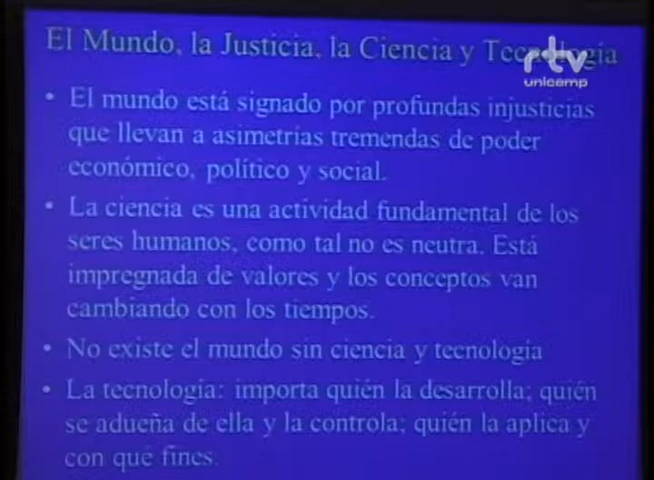 El Mundo, la Justicia, la Ciencia y Tecnología
rtv
unicamp
• El mundo está signado por profundas injusticias
que llevan a asimetrías tremendas de poder
económico, político y social.
• La ciencia es una actividad fundamental de los
seres humanos, como tal no es neutra. Está
impregnada de valores y los conceptos van
cambiando con los tiempos.
• No existe el mundo sin ciencia y tecnología
• La tecnología: importa quién la desarrolla; quién
se adueña de ella y la controla; quién la aplica y
con qué fines.